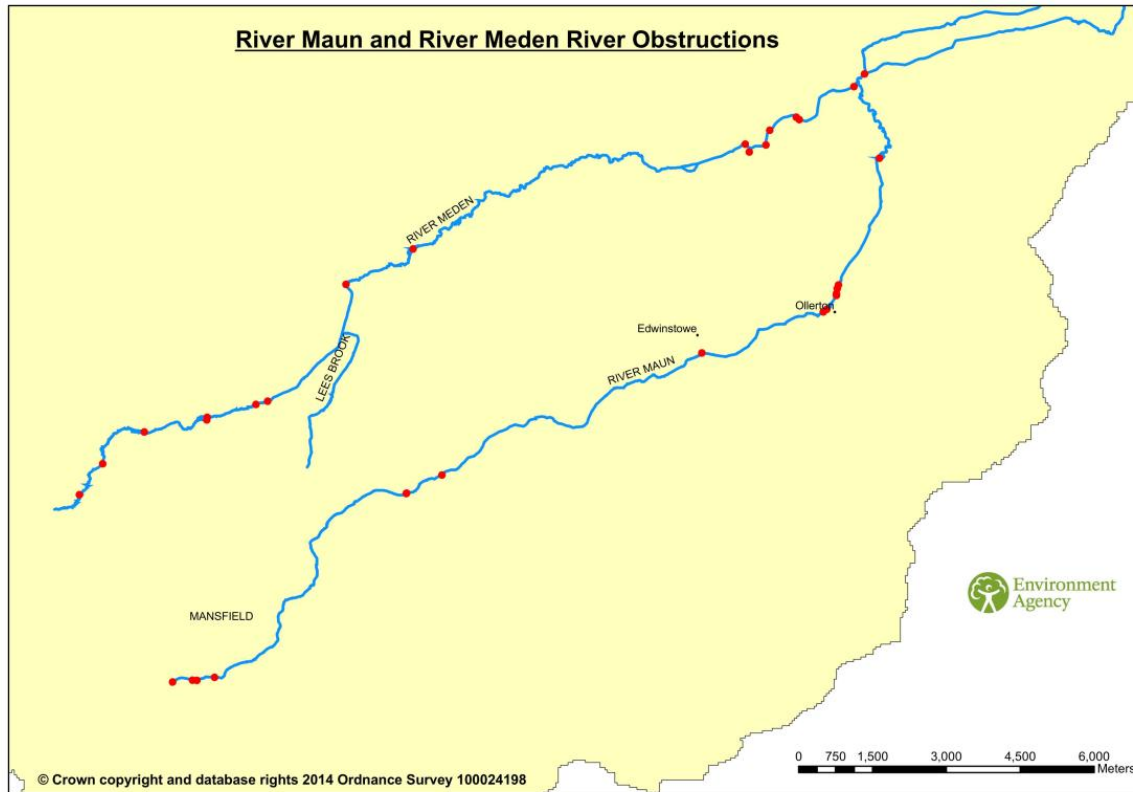 River Maun and River Meden River Obstructions
RIVER MEDEN
Ollerton
Edwinstowe
LEES BROOK
RIVER MAUN
MANSFIELD
Environment
Agency
0 750 1,500 3,000 4,500 6,000
Meters
© Crown copyright and database rights 2014 Ordnance Survey 100024198